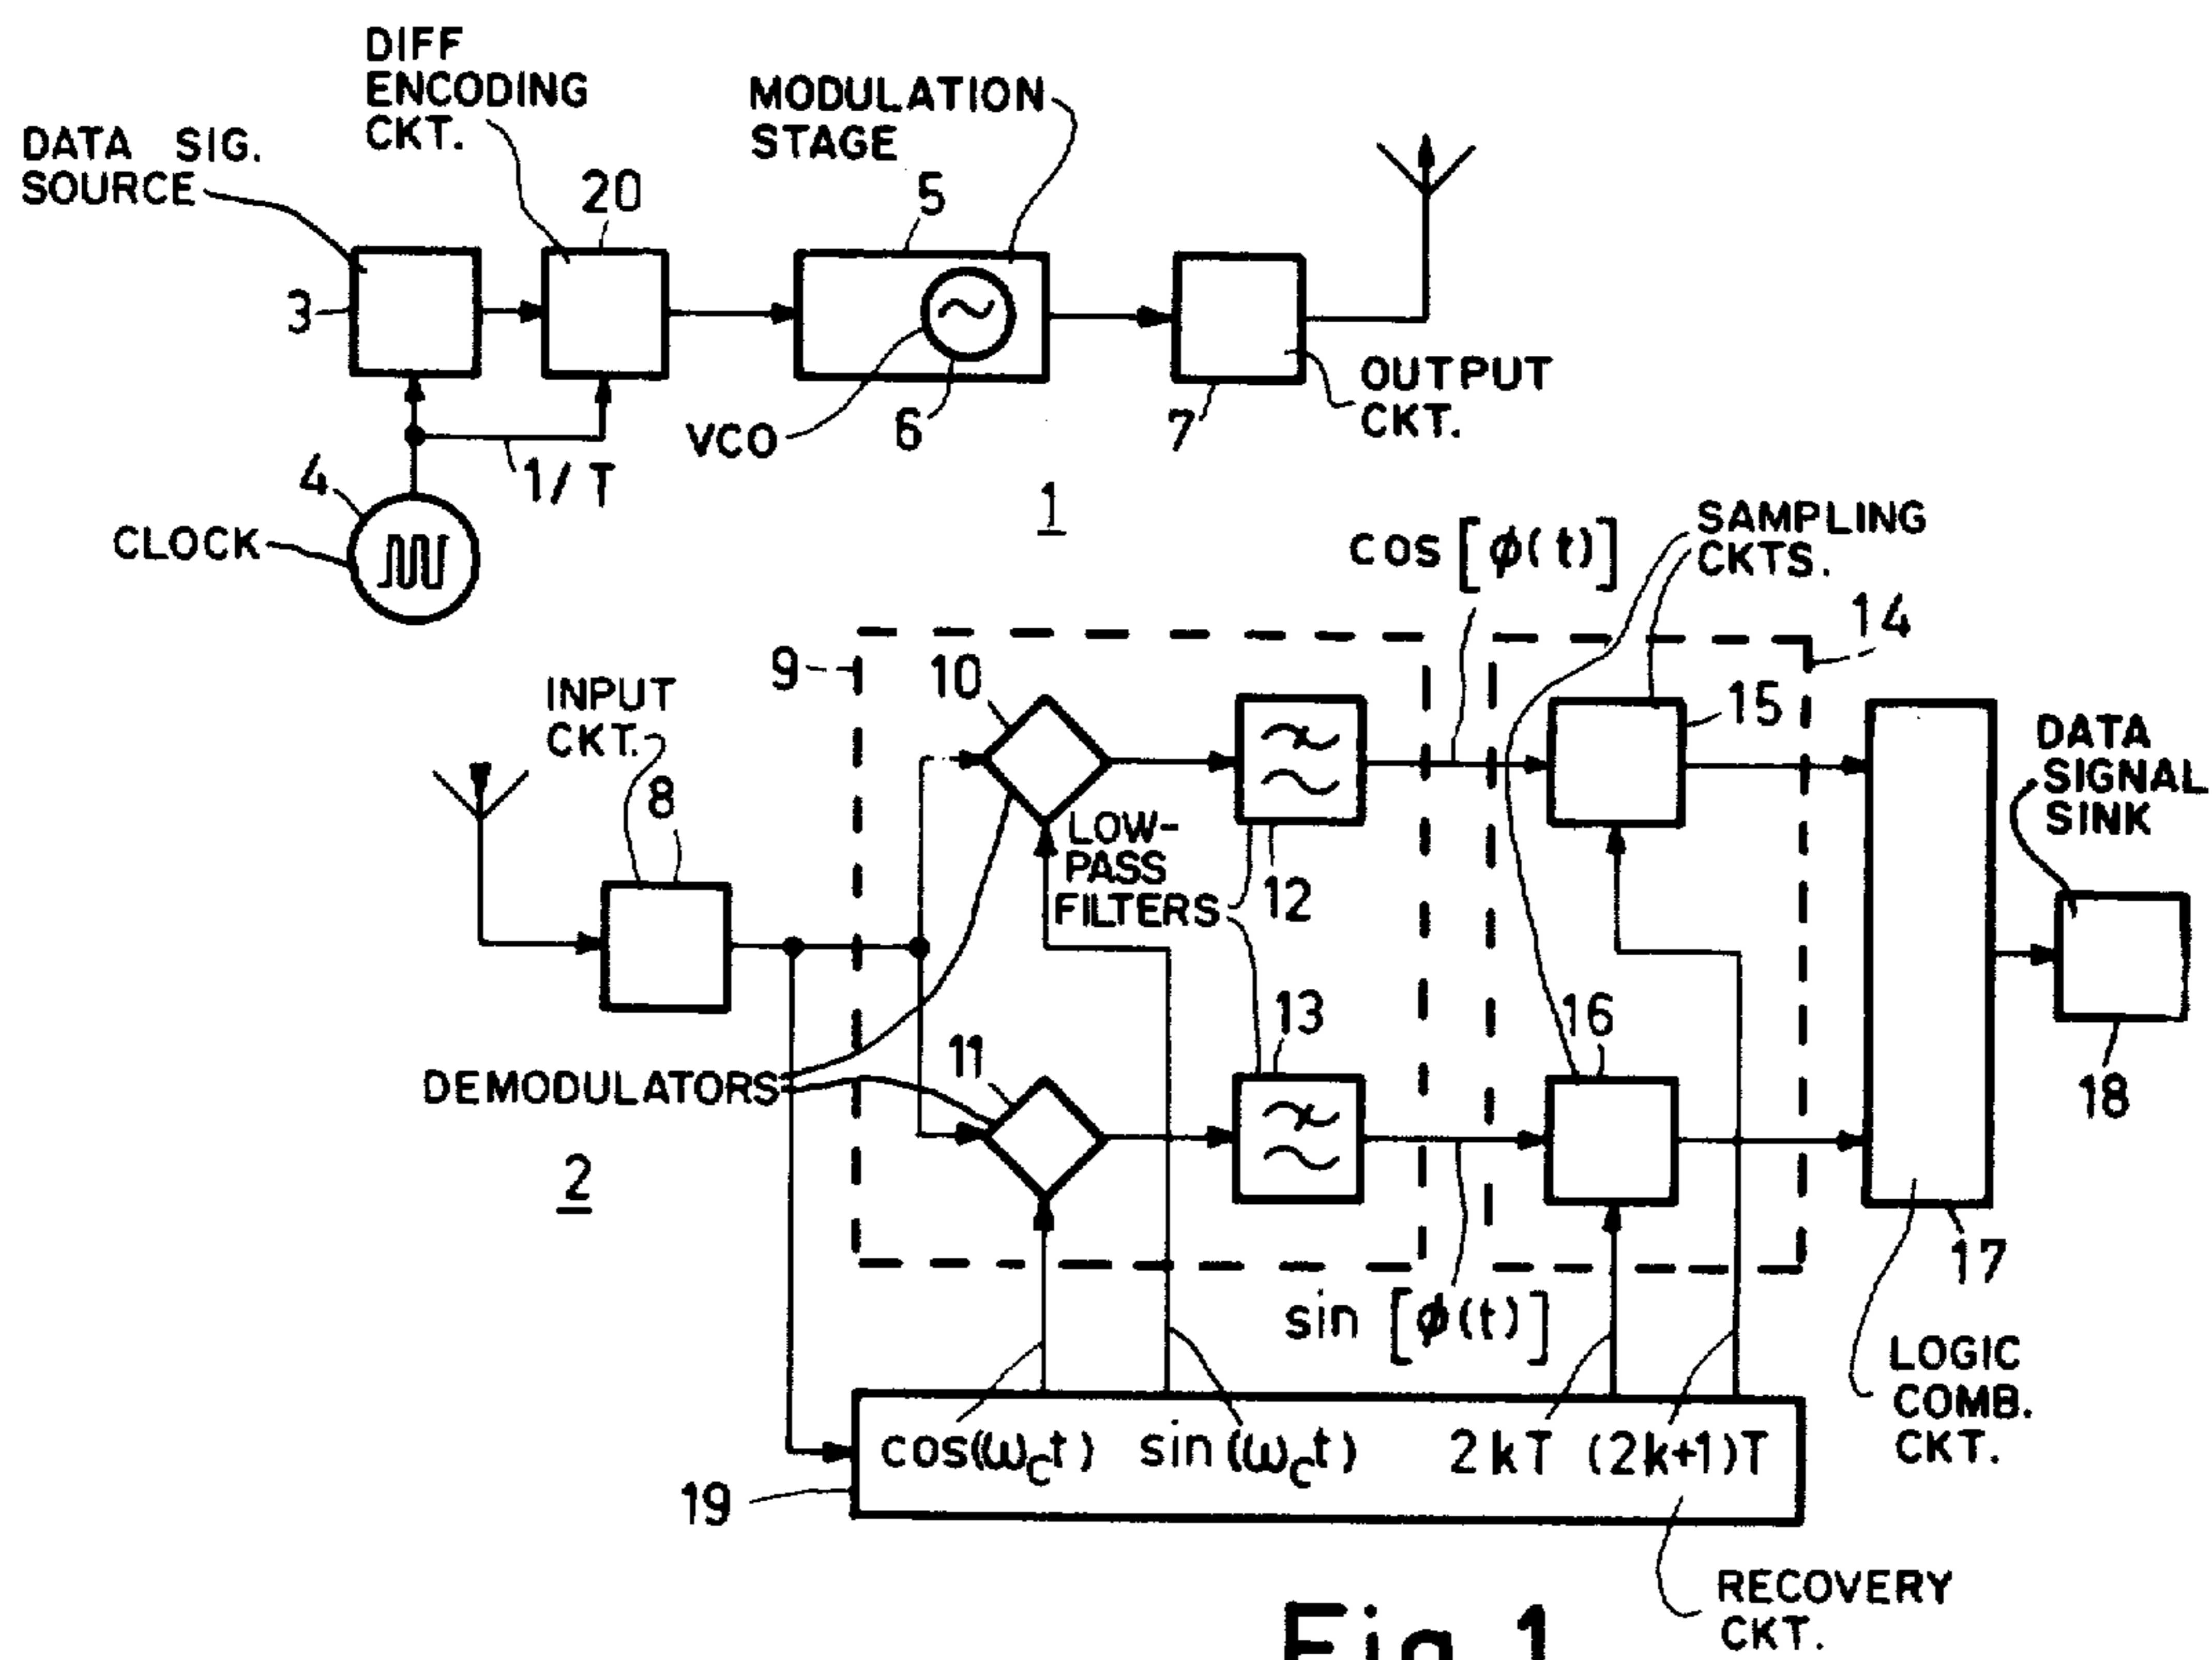 DIFF
ENCODING
CKT.
MODULATION
STAGE
DATA SIG.
SOURCE
20
5
3
OUTPUT
CKT.
VCO
6
7
1/T
4
CLOCK
1
cos [ϕ(t)]
SAMPLING
CKTS.
14
9
10
15
INPUT
CKT.
8
DATA
SIGNAL
SINK
LOW-
PASS
FILTERS
12
13
16
11
DEMODULATORS
18
2
17
sin [ϕ(t)]
LOGIC
COMB.
CKT.
cos(ω_c t) sin(ω_c t) 2kT (2k+1)T
19
RECOVERY
CKT.
Fig.1